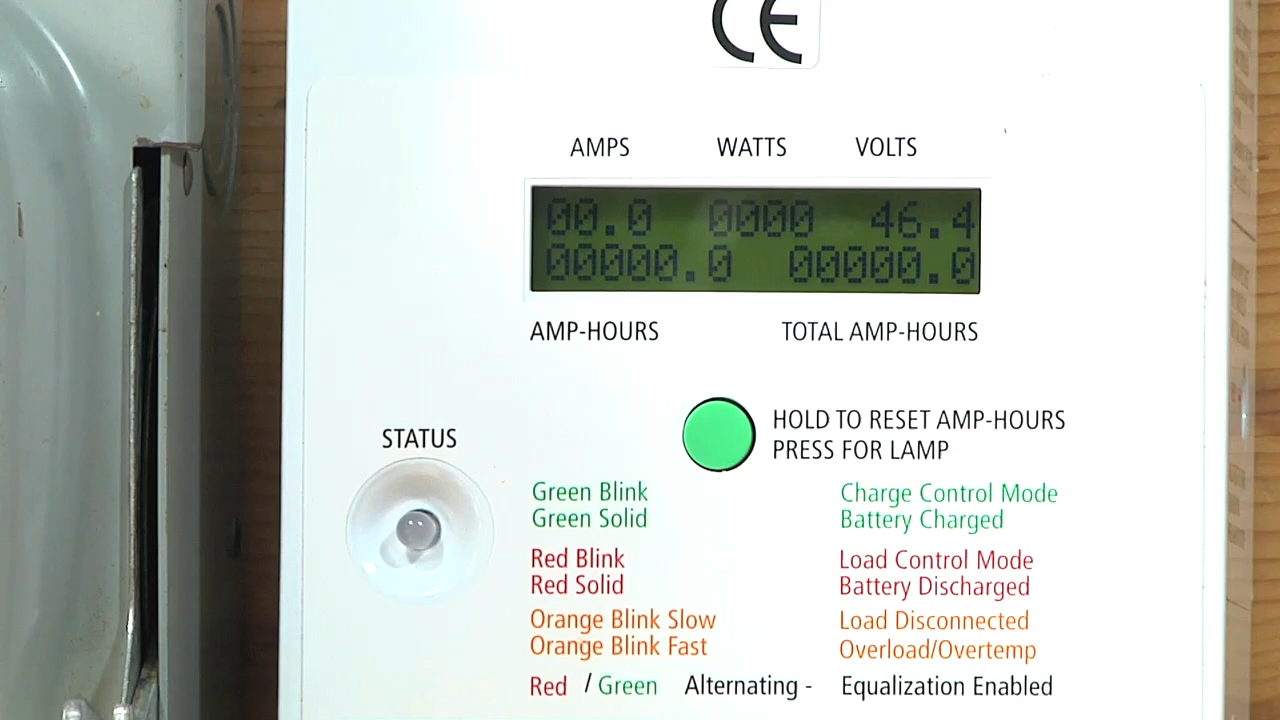 CE
AMPS WATTS VOLTS
00.0 0000 46.4
00000.0 00000.0
AMP-HOURS TOTAL AMP-HOURS
HOLD TO RESET AMP-HOURS
PRESS FOR LAMP
STATUS
Green Blink Charge Control Mode
Green Solid Battery Charged
Red Blink Load Control Mode
Red Solid Battery Discharged
Orange Blink Slow Load Disconnected
Orange Blink Fast Overload/Overtemp
Red / Green Alternating - Equalization Enabled